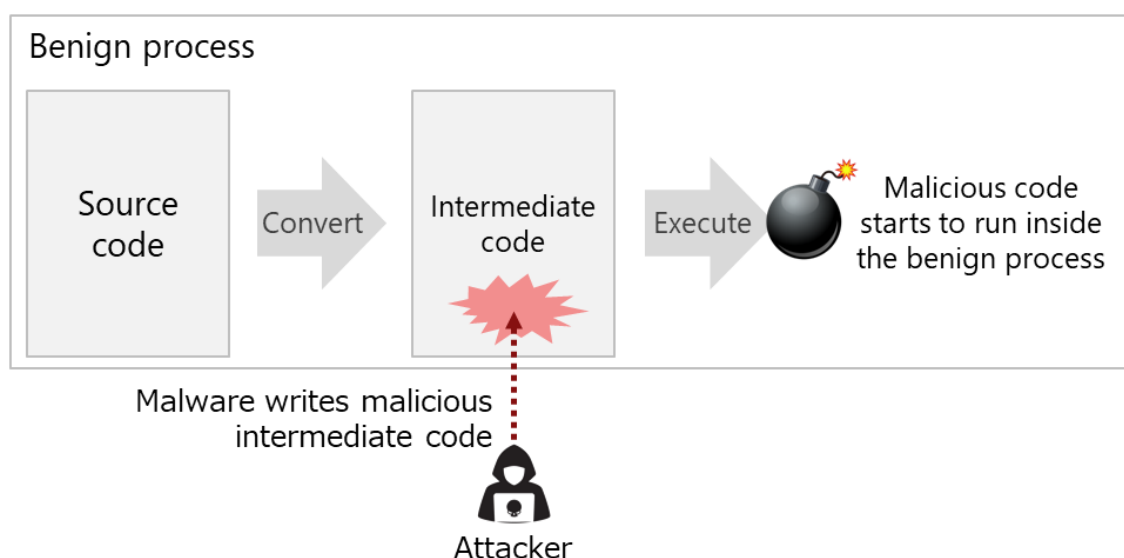 Benign process
Source
code
Convert
Intermediate
code
Execute
Malicious code
starts to run inside
the benign process
Malware writes malicious
intermediate code
Attacker